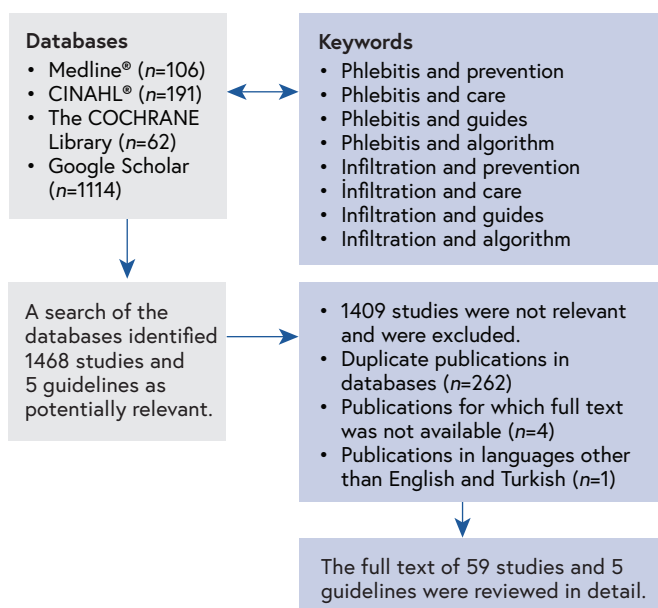 Databases
• Medline® (n=106)
• CINAHL® (n=191)
• The COCHRANE
Library (n=62)
• Google Scholar
(n=1114)
Keywords
• Phlebitis and prevention
• Phlebitis and care
• Phlebitis and guides
• Phlebitis and algorithm
• Infiltration and prevention
• İnfiltration and care
• Infiltration and guides
• Infiltration and algorithm
A search of the
databases identified
1468 studies and
5 guidelines as
potentially relevant.
• 1409 studies were not relevant
and were excluded.
• Duplicate publications in
databases (n=262)
• Publications for which full text
was not available (n=4)
• Publications in languages other
than English and Turkish (n=1)
The full text of 59 studies and 5
guidelines were reviewed in detail.